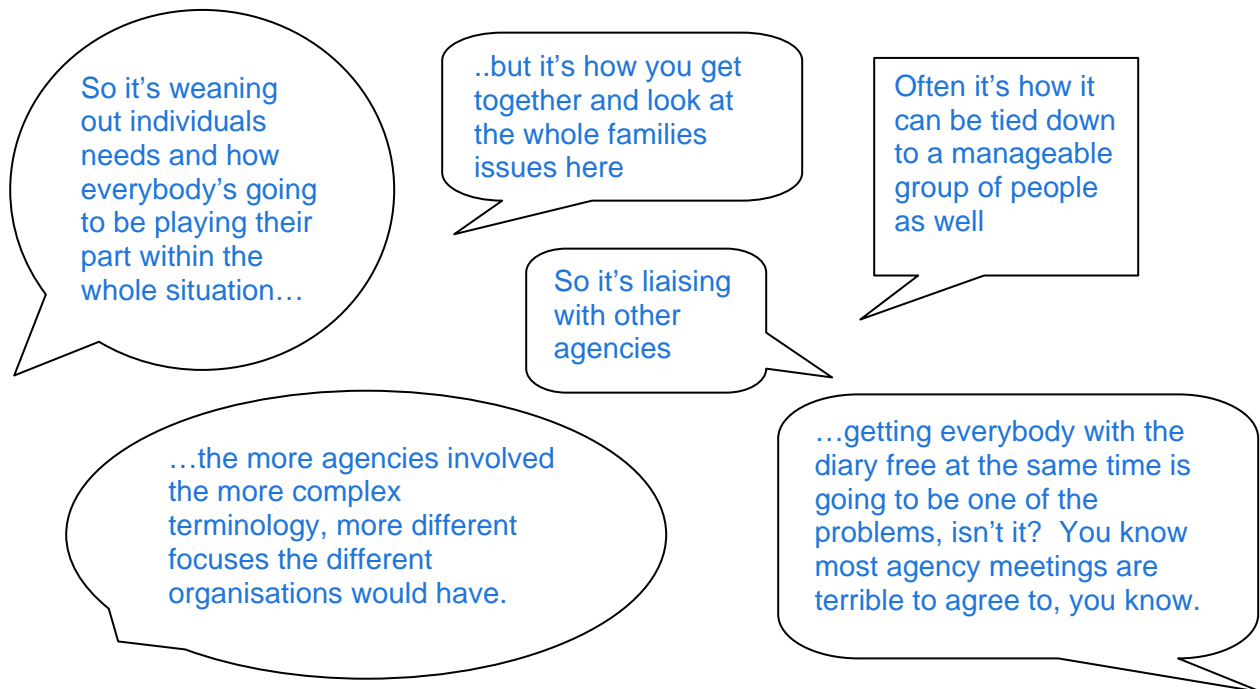 So it's weaning
out individuals
needs and how
everybody's going
to be playing their
part within the
whole situation…
..but it's how you get
together and look at
the whole families
issues here
Often it's how it
can be tied down
to a manageable
group of people
as well
So it's liaising
with other
agencies
…the more agencies involved
the more complex
terminology, more different
focuses the different
organisations would have.
…getting everybody with the
diary free at the same time is
going to be one of the
problems, isn't it?  You know
most agency meetings are
terrible to agree to, you know.